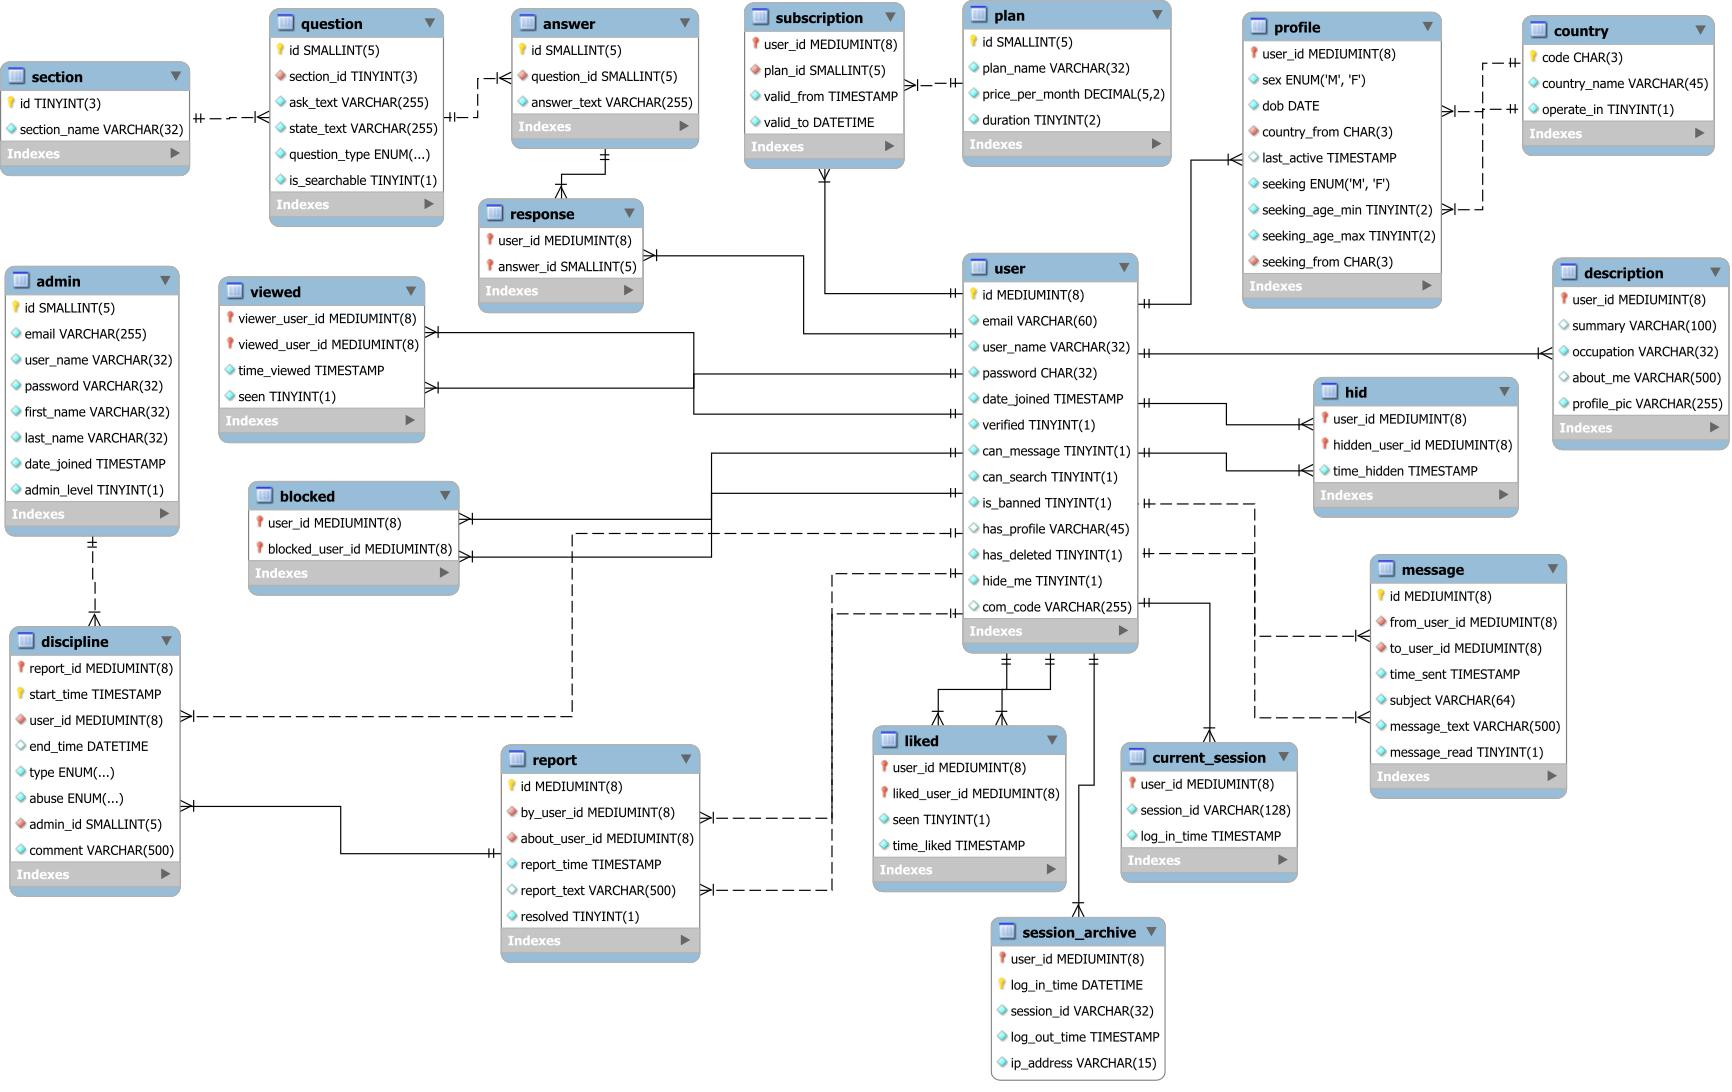 section
id TINYINT(3)
section_name VARCHAR(32)
Indexes
question
id SMALLINT(5)
section_id TINYINT(3)
ask_text VARCHAR(255)
state_text VARCHAR(255)
question_type ENUM(...)
is_searchable TINYINT(1)
Indexes
answer
id SMALLINT(5)
question_id SMALLINT(5)
answer_text VARCHAR(255)
Indexes
subscription
user_id MEDIUMINT(8)
plan_id SMALLINT(5)
valid_from TIMESTAMP
valid_to DATETIME
Indexes
plan
id SMALLINT(5)
plan_name VARCHAR(32)
price_per_month DECIMAL(5,2)
duration TINYINT(2)
Indexes
profile
user_id MEDIUMINT(8)
sex ENUM('M', 'F')
dob DATE
country_from CHAR(3)
last_active TIMESTAMP
seeking ENUM('M', 'F')
seeking_age_min TINYINT(2)
seeking_age_max TINYINT(2)
seeking_from CHAR(3)
Indexes
country
code CHAR(3)
country_name VARCHAR(45)
operate_in TINYINT(1)
Indexes
response
user_id MEDIUMINT(8)
answer_id SMALLINT(5)
Indexes
admin
id SMALLINT(5)
email VARCHAR(255)
user_name VARCHAR(32)
password VARCHAR(32)
first_name VARCHAR(32)
last_name VARCHAR(32)
date_joined TIMESTAMP
admin_level TINYINT(1)
Indexes
viewed
viewer_user_id MEDIUMINT(8)
viewed_user_id MEDIUMINT(8)
time_viewed TIMESTAMP
seen TINYINT(1)
Indexes
user
id MEDIUMINT(8)
email VARCHAR(60)
user_name VARCHAR(32)
password CHAR(32)
date_joined TIMESTAMP
verified TINYINT(1)
can_message TINYINT(1)
can_search TINYINT(1)
is_banned TINYINT(1)
has_profile VARCHAR(45)
has_deleted TINYINT(1)
hide_me TINYINT(1)
com_code VARCHAR(255)
Indexes
description
user_id MEDIUMINT(8)
summary VARCHAR(100)
occupation VARCHAR(32)
about_me VARCHAR(500)
profile_pic VARCHAR(255)
Indexes
hid
user_id MEDIUMINT(8)
hidden_user_id MEDIUMINT(8)
time_hidden TIMESTAMP
Indexes
blocked
user_id MEDIUMINT(8)
blocked_user_id MEDIUMINT(8)
Indexes
message
id MEDIUMINT(8)
from_user_id MEDIUMINT(8)
to_user_id MEDIUMINT(8)
time_sent TIMESTAMP
subject VARCHAR(64)
message_text VARCHAR(500)
message_read TINYINT(1)
Indexes
discipline
report_id MEDIUMINT(8)
start_time TIMESTAMP
user_id MEDIUMINT(8)
end_time DATETIME
type ENUM(...)
abuse ENUM(...)
admin_id SMALLINT(5)
comment VARCHAR(500)
Indexes
report
id MEDIUMINT(8)
by_user_id MEDIUMINT(8)
about_user_id MEDIUMINT(8)
report_time TIMESTAMP
report_text VARCHAR(500)
resolved TINYINT(1)
Indexes
liked
user_id MEDIUMINT(8)
liked_user_id MEDIUMINT(8)
seen TINYINT(1)
time_liked TIMESTAMP
Indexes
current_session
user_id MEDIUMINT(8)
session_id VARCHAR(128)
log_in_time TIMESTAMP
Indexes
session_archive
user_id MEDIUMINT(8)
log_in_time DATETIME
session_id VARCHAR(32)
log_out_time TIMESTAMP
ip_address VARCHAR(15)